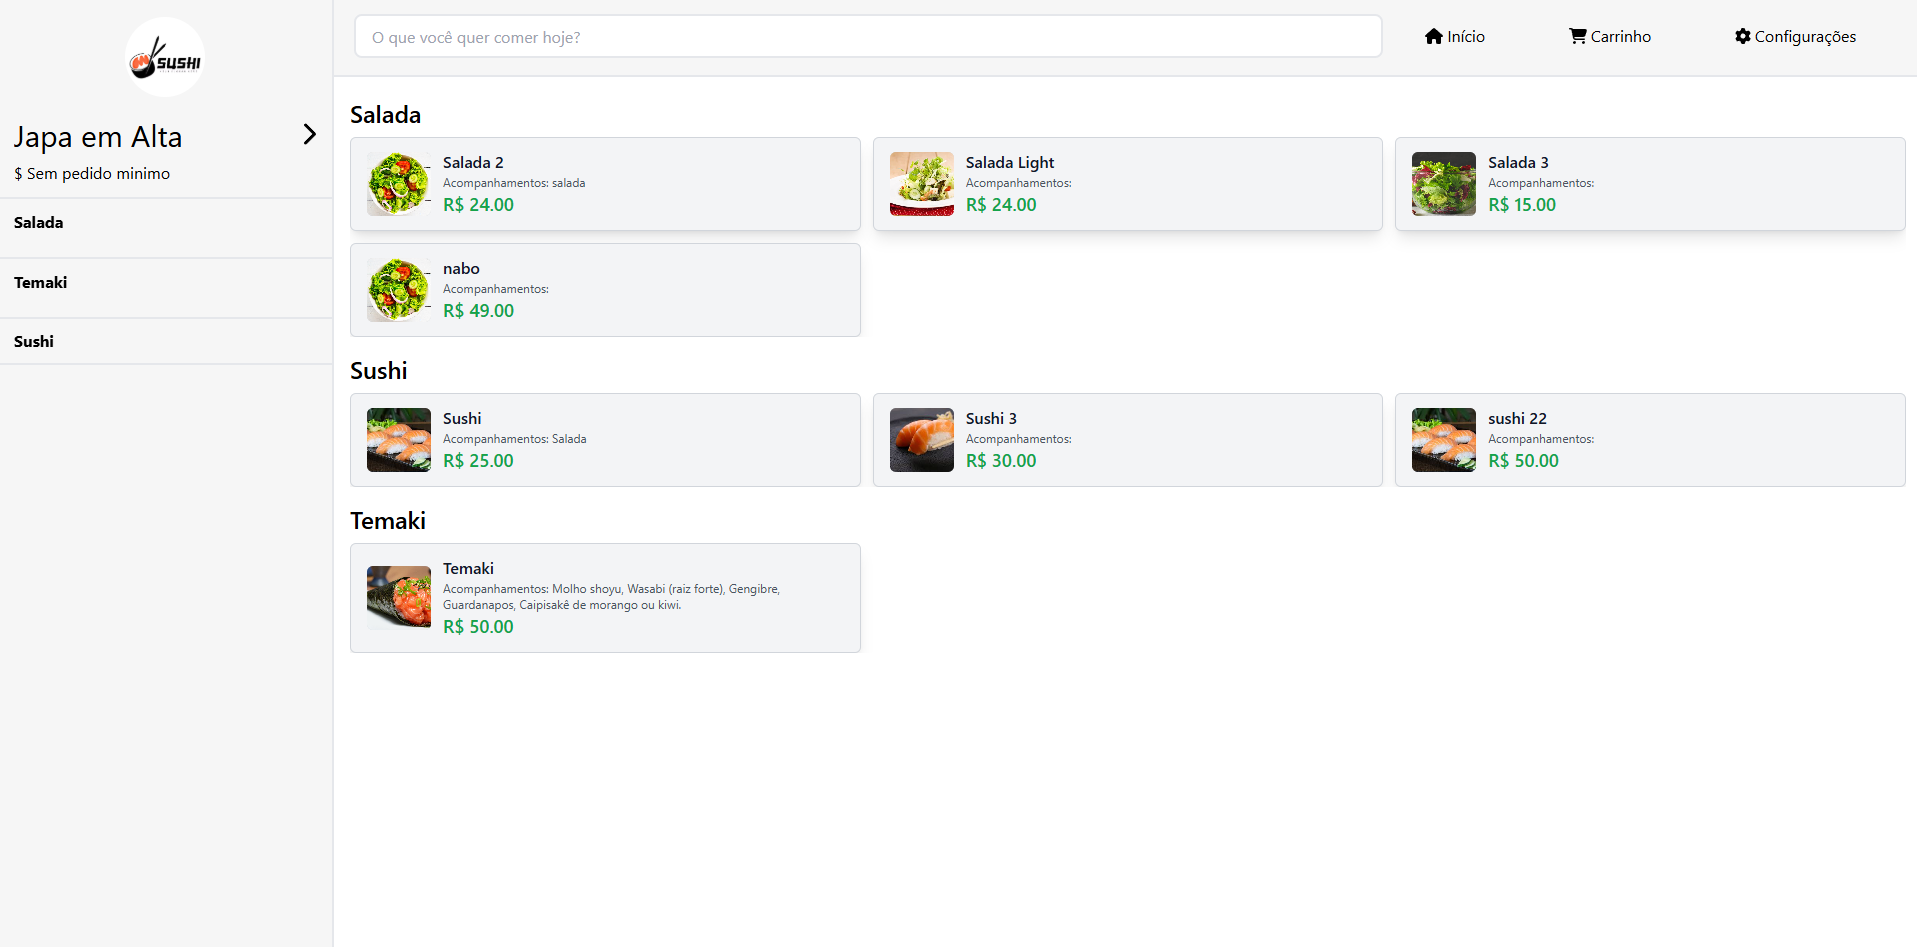 SUSHI
Japa em Alta
$ Sem pedido minimo
Salada
Temaki
Sushi
O que você quer comer hoje?
Início
Carrinho
Configurações
Salada
Salada 2
Acompanhamentos: salada
R$ 24.00
Salada Light
Acompanhamentos:
R$ 24.00
Salada 3
Acompanhamentos:
R$ 15.00
nabo
Acompanhamentos:
R$ 49.00
Sushi
Sushi
Acompanhamentos: Salada
R$ 25.00
Sushi 3
Acompanhamentos:
R$ 30.00
sushi 22
Acompanhamentos:
R$ 50.00
Temaki
Temaki
Acompanhamentos: Molho shoyu, Wasabi (raiz forte), Gengibre,
Guardanapos, Caipisakê de morango ou kiwi.
R$ 50.00